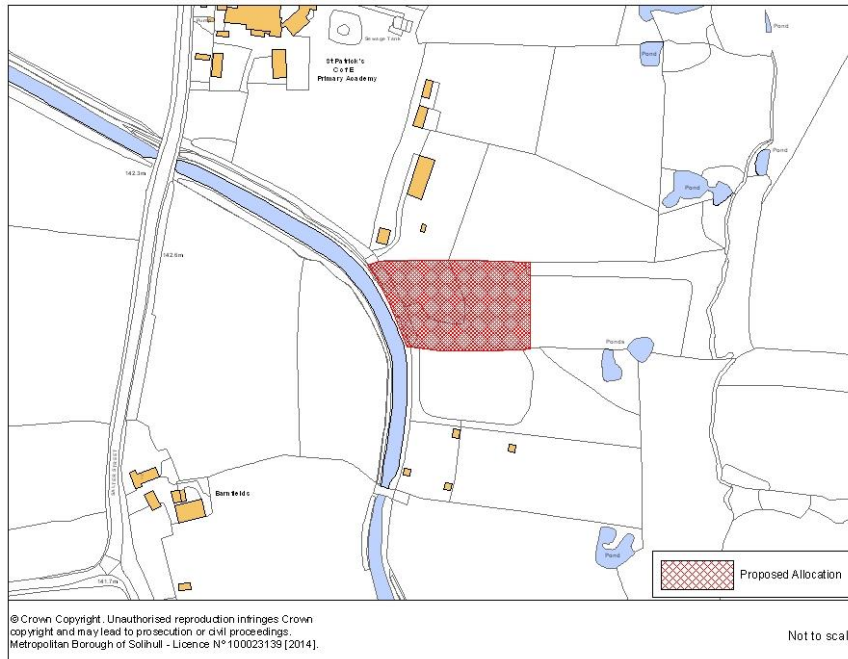 Pond
Sewage Tank
Pond
St Patrick's
C of E
Primary Academy
Pond
142.3m
Pond
142.6m
Ponds
Barnfields
Pond
141.7m
Proposed Allocation
© Crown Copyright. Unauthorised reproduction infringes Crown
copyright and may lead to prosecution or civil proceedings.
Metropolitan Borough of Solihull - Licence Nº 100023139 [2014].
Not to scal